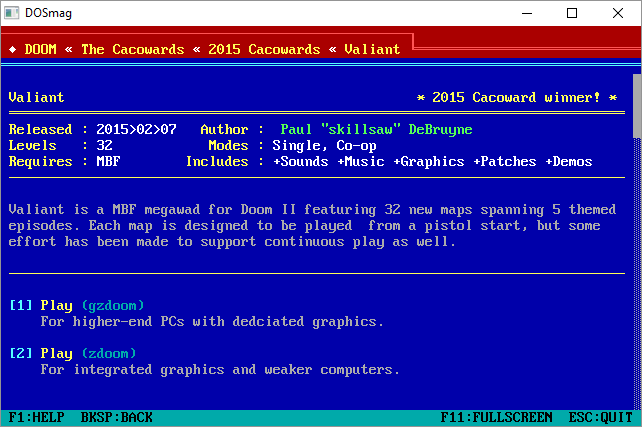 DOSmag
♦ DOOM « The Cacowards « 2015 Cacowards « Valiant
Valiant * 2015 Cacoward winner! *
Released : 2015>02>07 Author : Paul "skillsaw" DeBruyne
Levels : 32 Modes : Single, Co-op
Requires : MBF Includes : +Sounds +Music +Graphics +Patches +Demos
Valiant is a MBF megawad for Doom II featuring 32 new maps spanning 5 themed
episodes. Each map is designed to be played from a pistol start, but some
effort has been made to support continuous play as well.
[1] Play (gzdoom)
For higher-end PCs with dedciated graphics.
[2] Play (zdoom)
For integrated graphics and weaker computers.
F1:HELP BKSP:BACK F11:FULLSCREEN ESC:QUIT